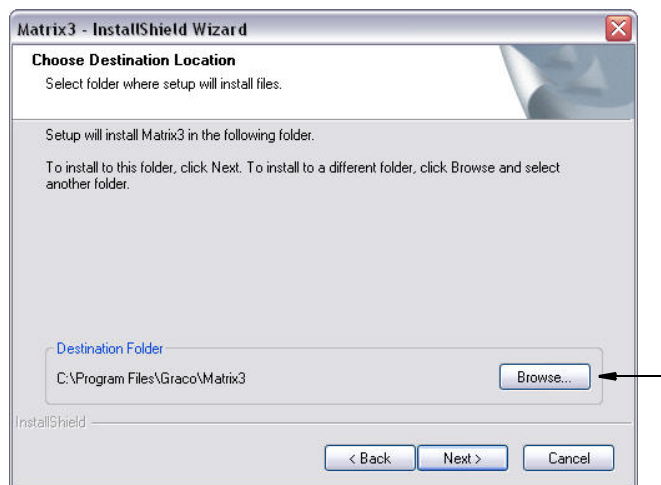 Matrix3 - InstallShield Wizard
Choose Destination Location
Select folder where setup will install files.
Setup will install Matrix3 in the following folder.
To install to this folder, click Next. To install to a different folder, click Browse and select
another folder.
Destination Folder
C:\Program Files\Graco\Matrix3
Browse...
InstallShield
< Back
Next >
Cancel